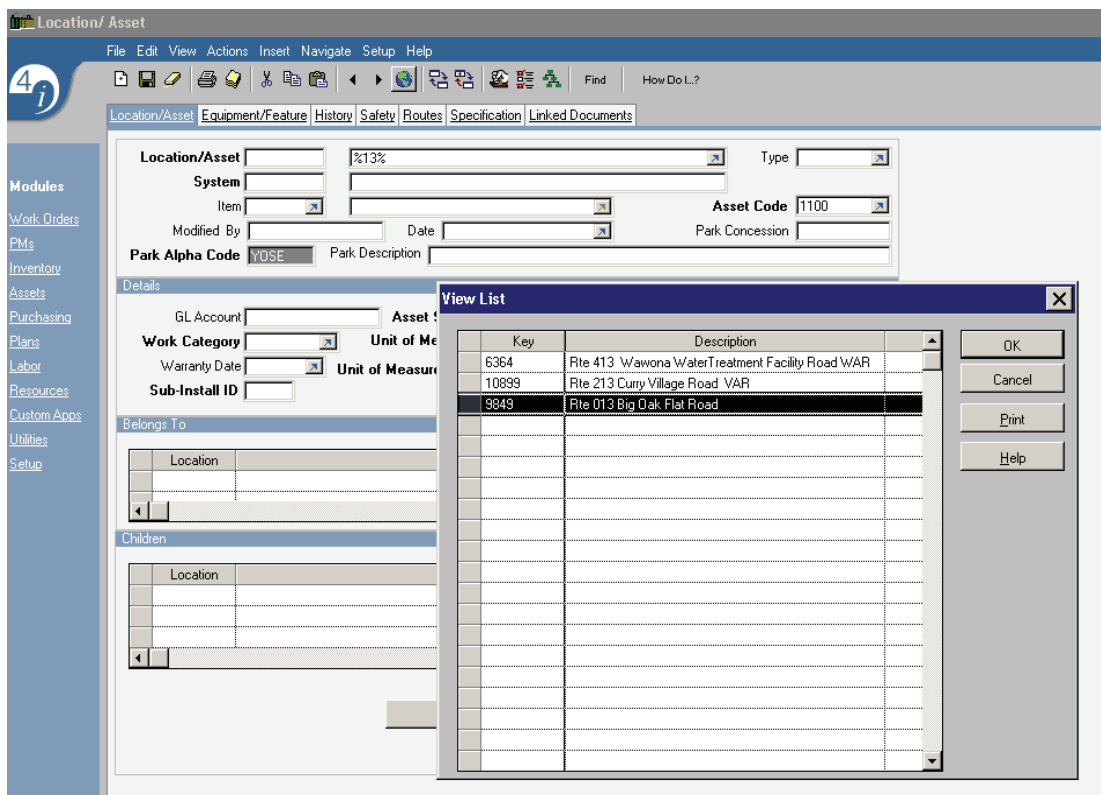 Location/ Asset
File Edit View Actions Insert Navigate Setup Help
4i
Find How Do I...?
Location/Asset Equipment/Feature History Safety Routes Specification Linked Documents
Modules
Work Orders
PMs
Inventory
Assets
Purchasing
Plans
Labor
Resources
Custom Apps
Utilities
Setup
Location/Asset %13% Type
System
Item Asset Code 1100
Modified By Date Park Concession
Park Alpha Code YOSE Park Description
Details
GL Account Asset
Work Category Unit of Me
Warranty Date Unit of Measure
Sub-Install ID
Belongs To
Location
Children
Location
View List
Key Description
6364 Rte 413 Wawona WaterTreatment Facility Road WAR
10899 Rte 213 Curry Village Road VAR
9849 Rte 013 Big Oak Flat Road
OK
Cancel
Print
Help